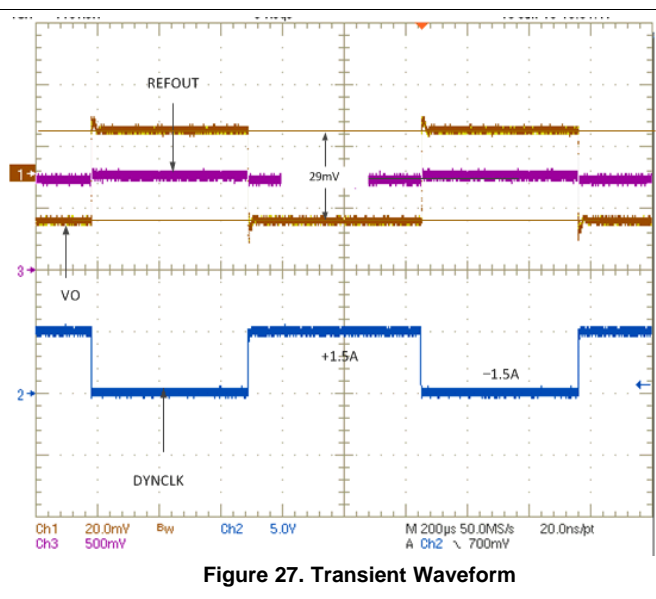 REFOUT
1
29mV
3
VO
+1.5A
−1.5A
2
DYNCLK
Ch1 20.0mV BW Ch2 5.0V M 200µs 50.0MS/s 20.0ns/pt
Ch3 500mV A Ch2 ∖ 700mV
Figure 27. Transient Waveform